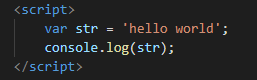 <script>
    var str = 'hello world';
    console.log(str);
</script>